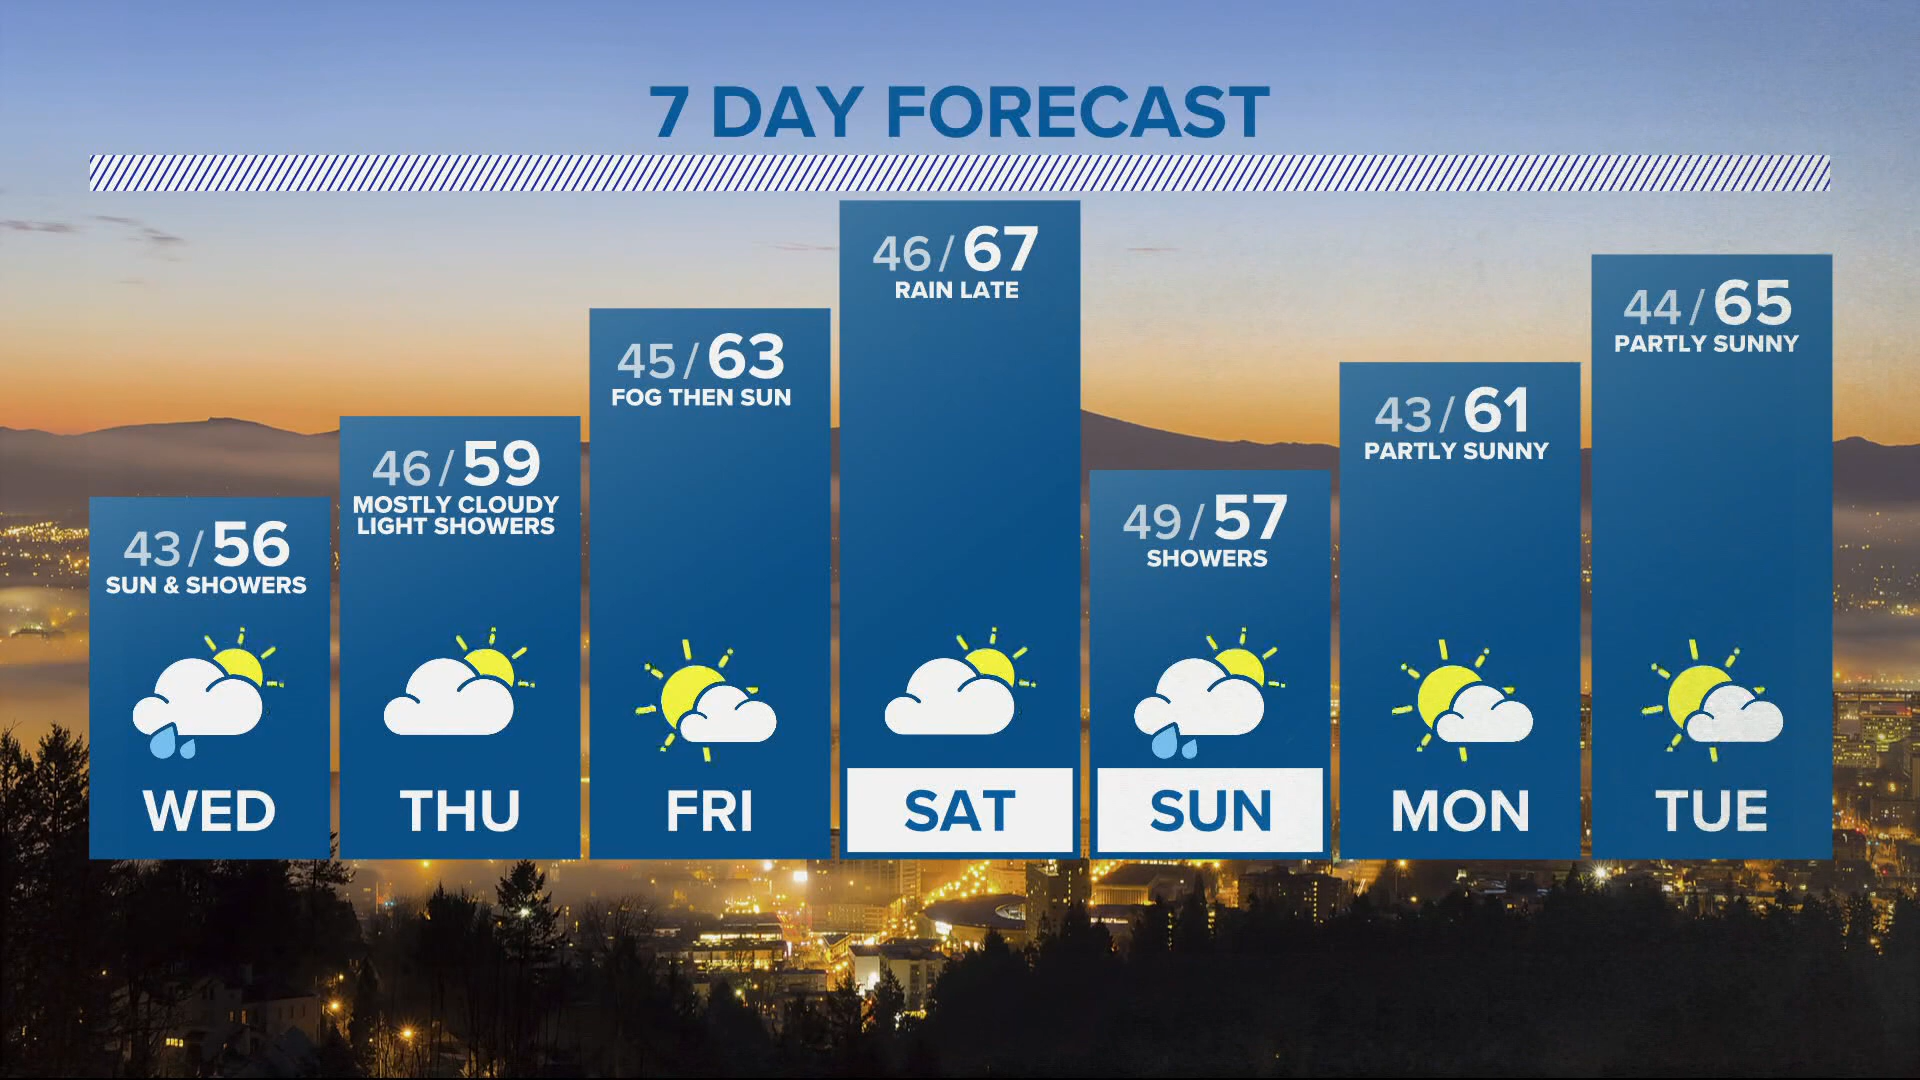 7 DAY FORECAST
43/56
SUN & SHOWERS
WED
46/59
MOSTLY CLOUDY
LIGHT SHOWERS
THU
45/63
FOG THEN SUN
FRI
46/67
RAIN LATE
SAT
49/57
SHOWERS
SUN
43/61
PARTLY SUNNY
MON
44/65
PARTLY SUNNY
TUE